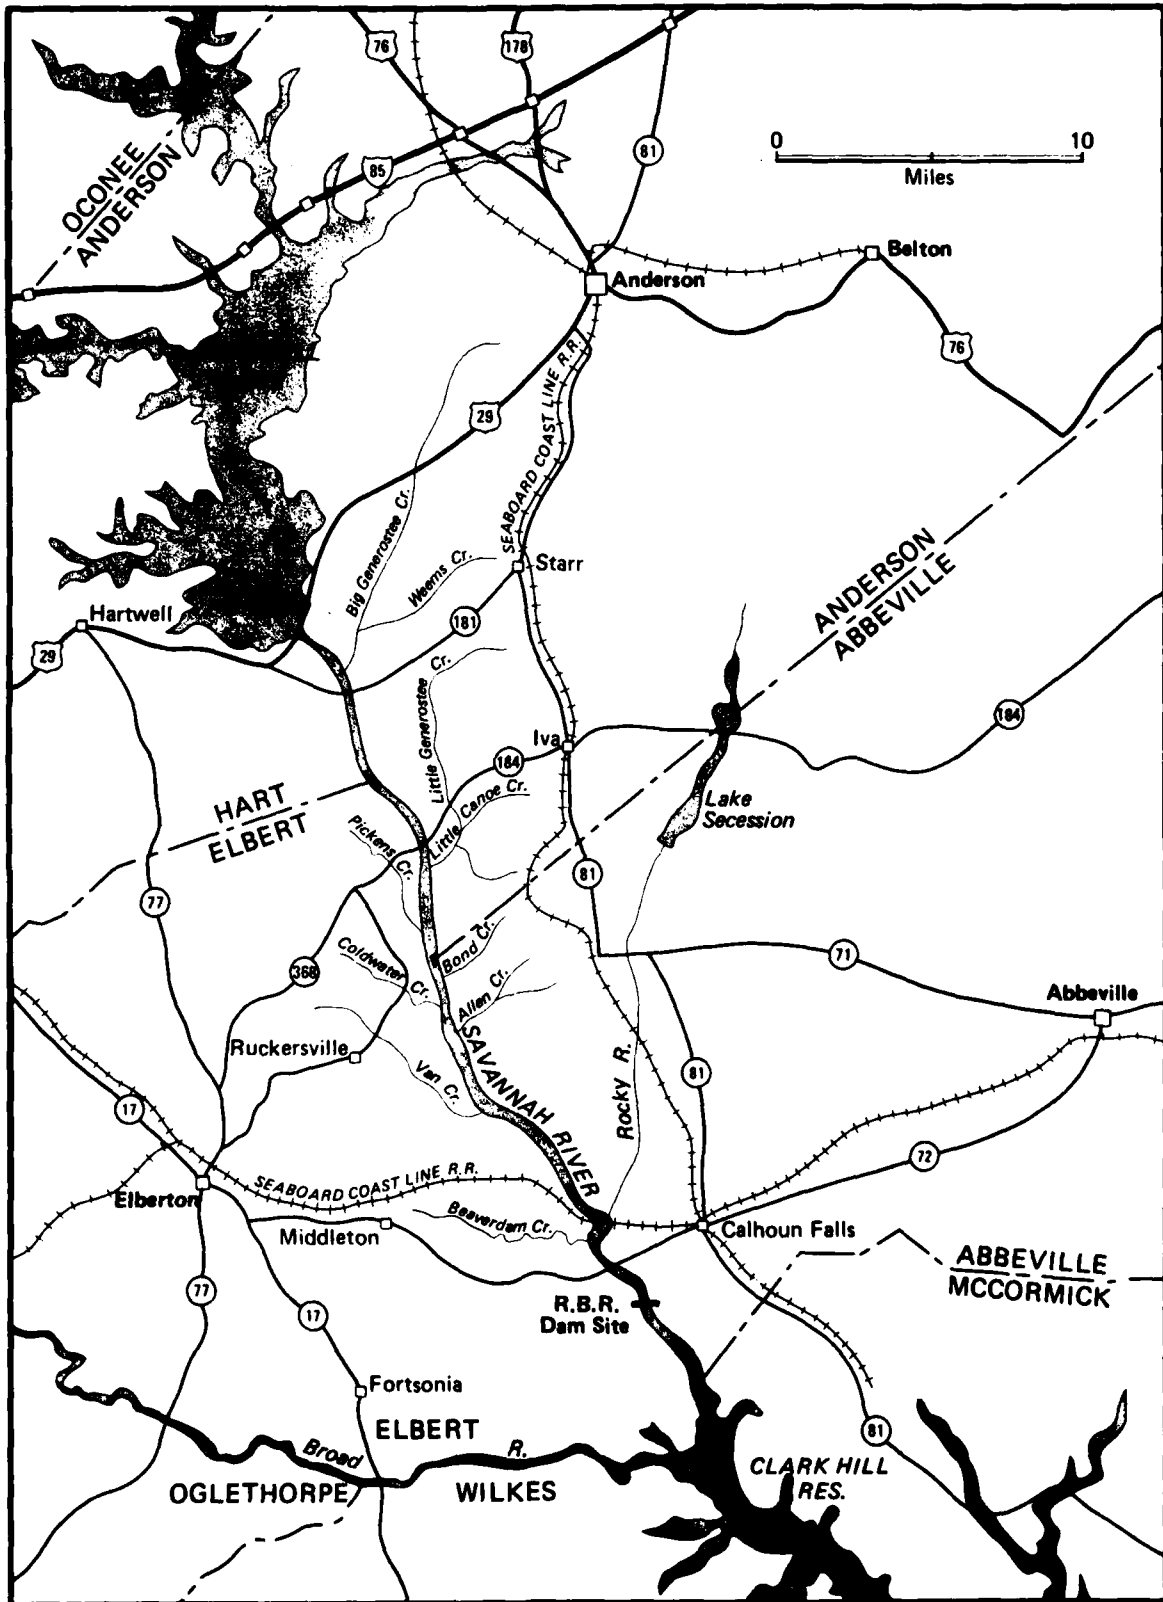 76
178
81
0 10
Miles
85
OCONEE
ANDERSON
Belton
Anderson
76
29
SEABOARD COAST LINE R.R.
Big Generostee Cr.
Weems Cr.
Starr
ANDERSON
ABBEVILLE
Hartwell
181
29
Little Generostee Cr.
184
Iva
184
HART
ELBERT
Little Canoe Cr.
Lake
Secession
Pickens Cr.
81
77
Bond Cr.
71
Coldwater Cr.
368
Allen Cr.
Abbeville
Ruckersville
SAVANNAH RIVER
Van Cr.
Rocky R.
81
17
72
Elberton
SEABOARD COAST LINE R.R.
Beaverdam Cr.
Middleton
Calhoun Falls
ABBEVILLE
MCCORMICK
77
17
R.B.R.
Dam Site
Fortsonia
ELBERT
81
Broad R.
CLARK HILL
RES.
OGLETHORPE
WILKES